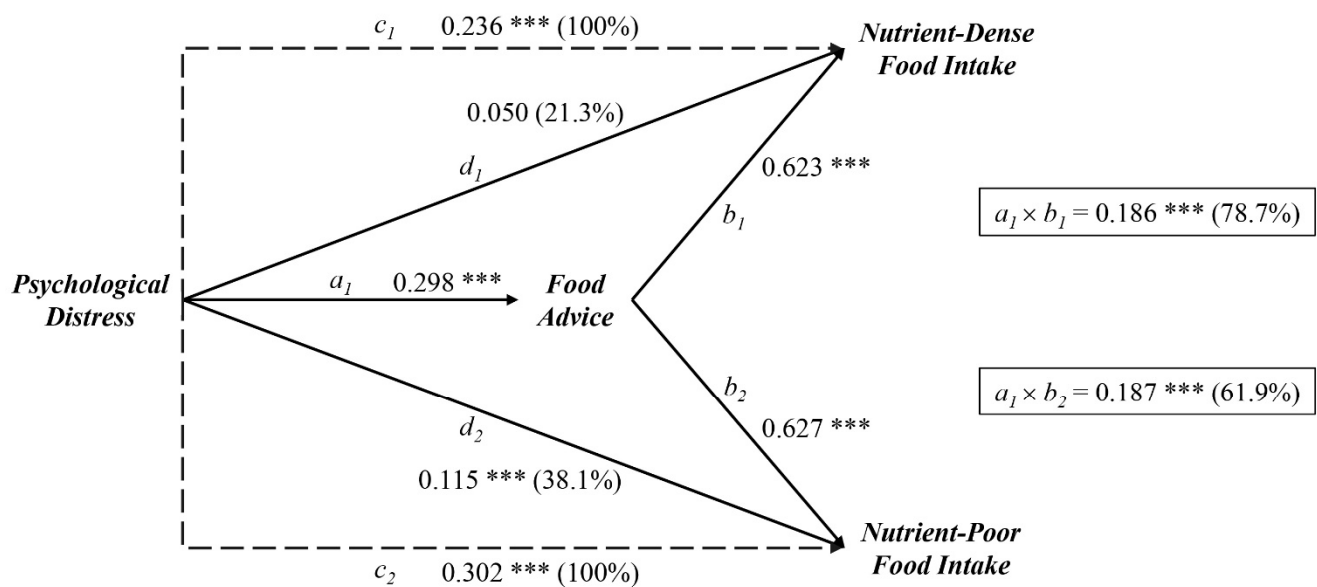 c₁ 0.236 *** (100%)
Nutrient-Dense
Food Intake
0.050 (21.3%)
d₁
0.623 ***
b₁
a₁ × b₁ = 0.186 *** (78.7%)
Psychological
Distress
a₁ 0.298 ***
Food
Advice
b₂
a₁ × b₂ = 0.187 *** (61.9%)
d₂
0.627 ***
0.115 *** (38.1%)
Nutrient-Poor
Food Intake
c₂ 0.302 *** (100%)